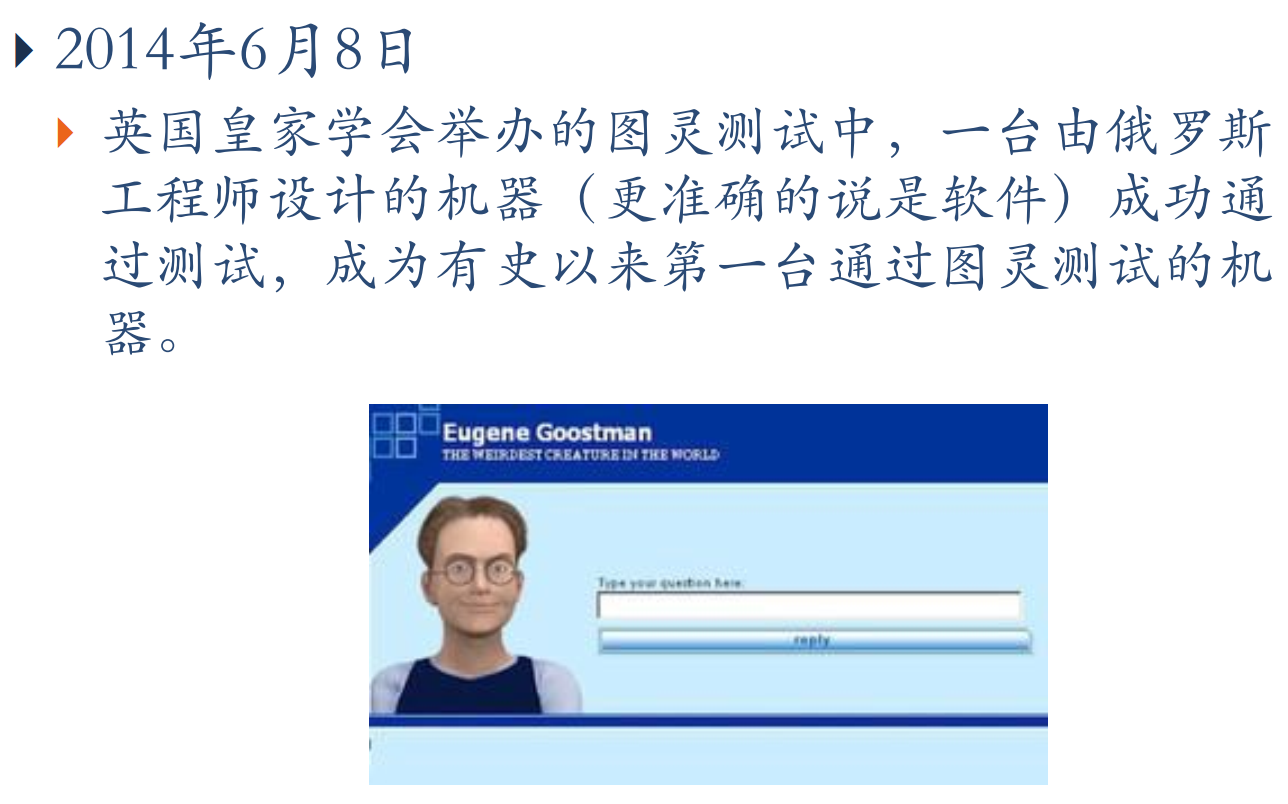 2014年6月8日
英国皇家学会举办的图灵测试中，一台由俄罗斯
工程师设计的机器（更准确的说是软件）成功通
过测试，成为有史以来第一台通过图灵测试的机
器。
Eugene Goostman
THE WEIRDEST CREATURE IN THE WORLD
Type your question here:
reply